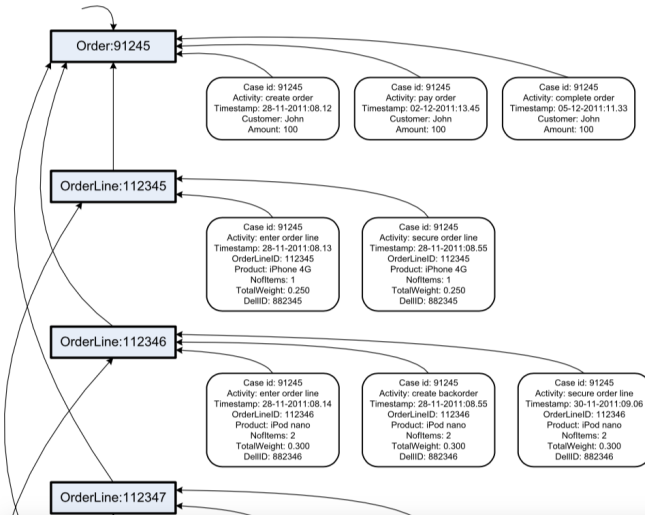 Order:91245
Case id: 91245
Activity: create order
Timestamp: 28-11-2011:08.12
Customer: John
Amount: 100
Case id: 91245
Activity: pay order
Timestamp: 02-12-2011:13.45
Customer: John
Amount: 100
Case id: 91245
Activity: complete order
Timestamp: 05-12-2011:11.33
Customer: John
Amount: 100
OrderLine:112345
Case id: 91245
Activity: enter order line
Timestamp: 28-11-2011:08.13
OrderLineID: 112345
Product: iPhone 4G
NofItems: 1
TotalWeight: 0.250
DellID: 882345
Case id: 91245
Activity: secure order line
Timestamp: 28-11-2011:08.55
OrderLineID: 112345
Product: iPhone 4G
NofItems: 1
TotalWeight: 0.250
DellID: 882345
OrderLine:112346
Case id: 91245
Activity: enter order line
Timestamp: 28-11-2011:08.14
OrderLineID: 112346
Product: iPod nano
NofItems: 2
TotalWeight: 0.300
DellID: 882346
Case id: 91245
Activity: create backorder
Timestamp: 28-11-2011:08.55
OrderLineID: 112346
Product: iPod nano
NofItems: 2
TotalWeight: 0.300
DellID: 882346
Case id: 91245
Activity: secure order line
Timestamp: 30-11-2011:09.06
OrderLineID: 112346
Product: iPod nano
NofItems: 2
TotalWeight: 0.300
DellID: 882346
OrderLine:112347